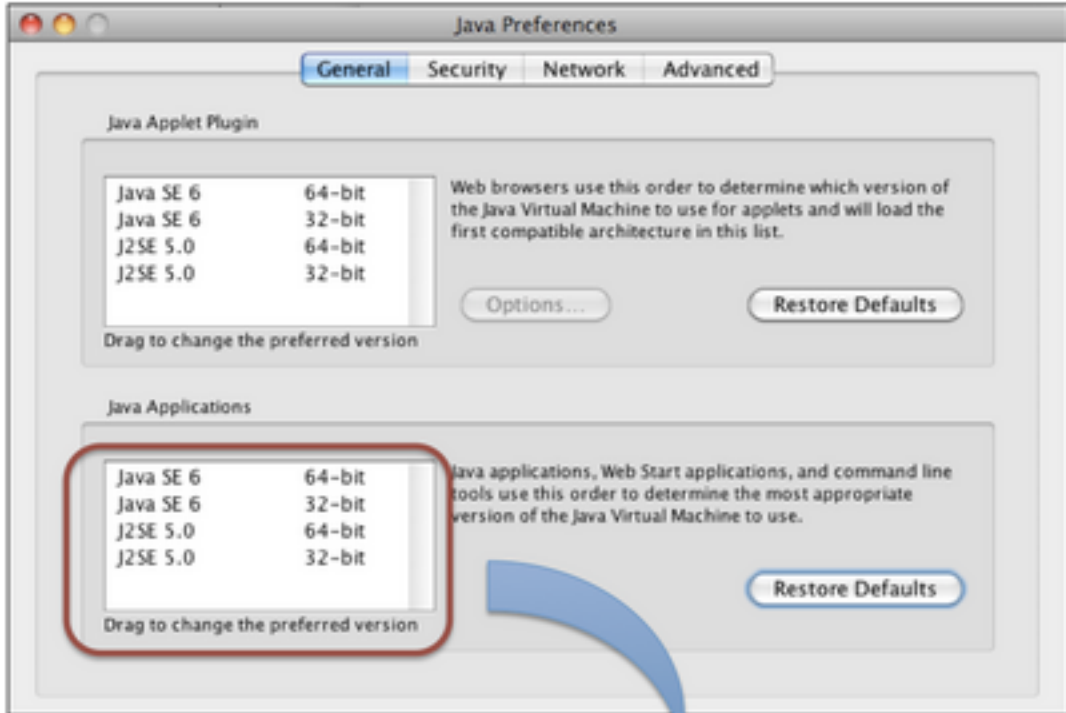 Java Preferences
General Security Network Advanced
Java Applet Plugin
Java SE 6 64-bit
Java SE 6 32-bit
J2SE 5.0 64-bit
J2SE 5.0 32-bit
Drag to change the preferred version
Web browsers use this order to determine which version of
the Java Virtual Machine to use for applets and will load the
first compatible architecture in this list.
Options...
Restore Defaults
Java Applications
Java SE 6 64-bit
Java SE 6 32-bit
J2SE 5.0 64-bit
J2SE 5.0 32-bit
Drag to change the preferred version
Java applications, Web Start applications, and command line
tools use this order to determine the most appropriate
version of the Java Virtual Machine to use.
Restore Defaults